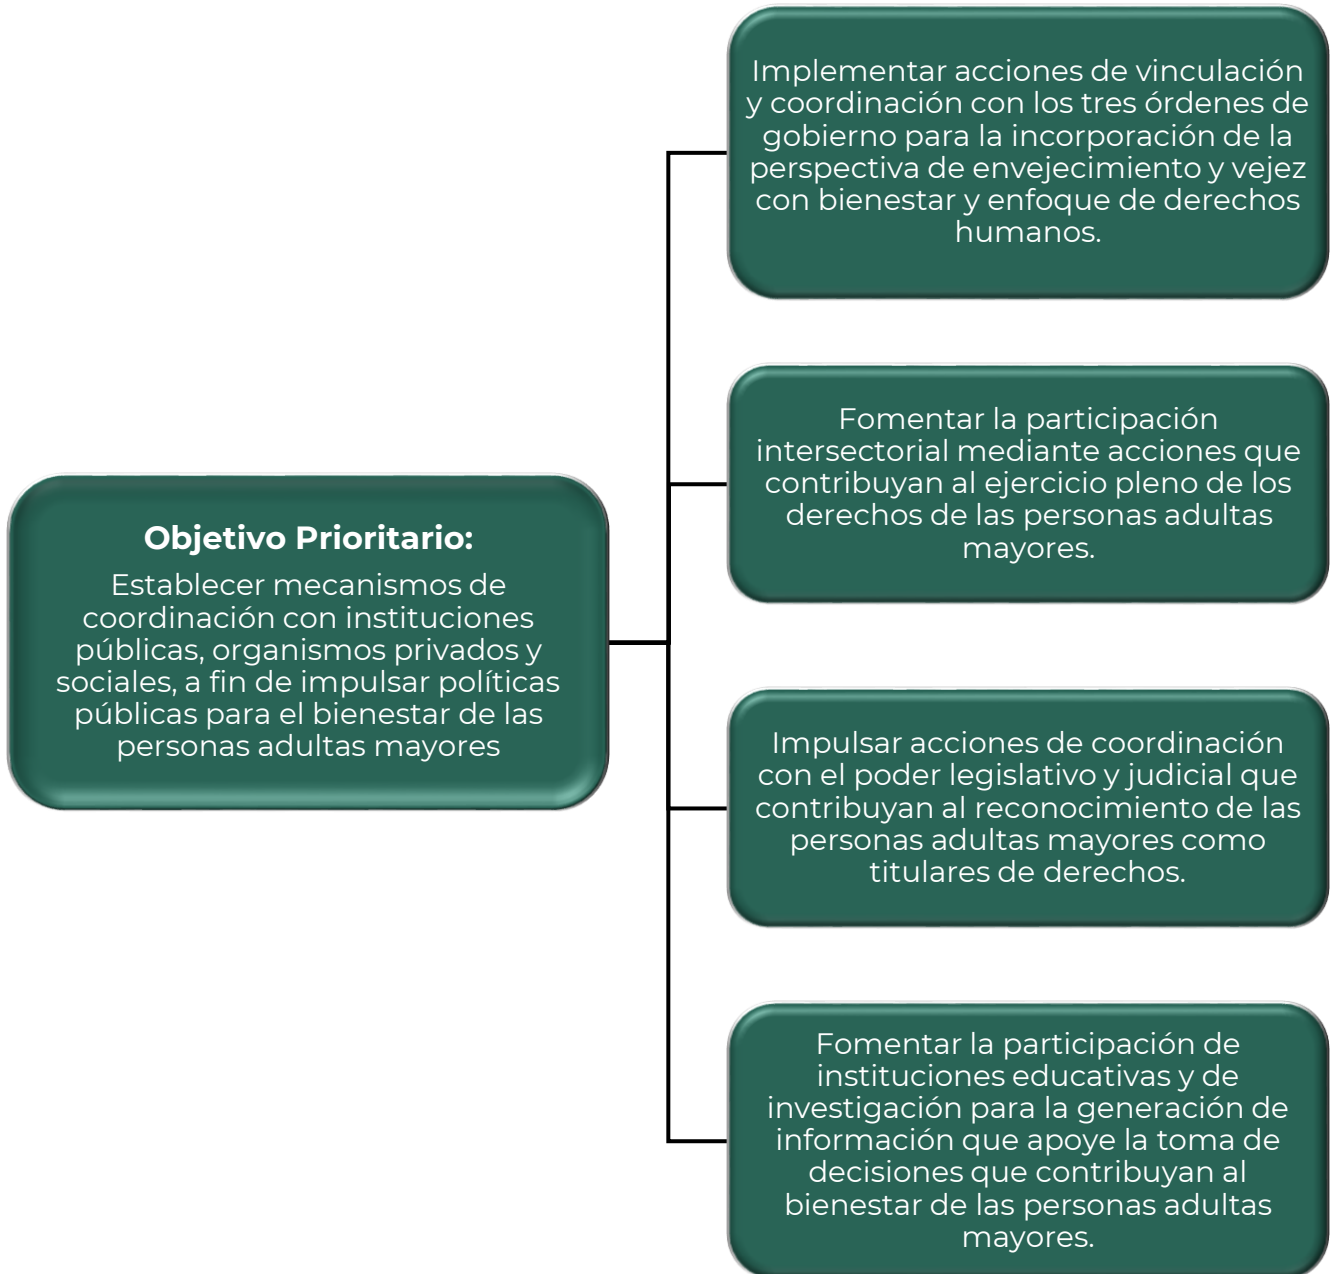 Implementar acciones de vinculación
y coordinación con los tres órdenes de
gobierno para la incorporación de la
perspectiva de envejecimiento y vejez
con bienestar y enfoque de derechos
humanos.
Fomentar la participación
intersectorial mediante acciones que
contribuyan al ejercicio pleno de los
derechos de las personas adultas
mayores.
Objetivo Prioritario:
Establecer mecanismos de
coordinación con instituciones
públicas, organismos privados y
sociales, a fin de impulsar políticas
públicas para el bienestar de las
personas adultas mayores
Impulsar acciones de coordinación
con el poder legislativo y judicial que
contribuyan al reconocimiento de las
personas adultas mayores como
titulares de derechos.
Fomentar la participación de
instituciones educativas y de
investigación para la generación de
información que apoye la toma de
decisiones que contribuyan al
bienestar de las personas adultas
mayores.